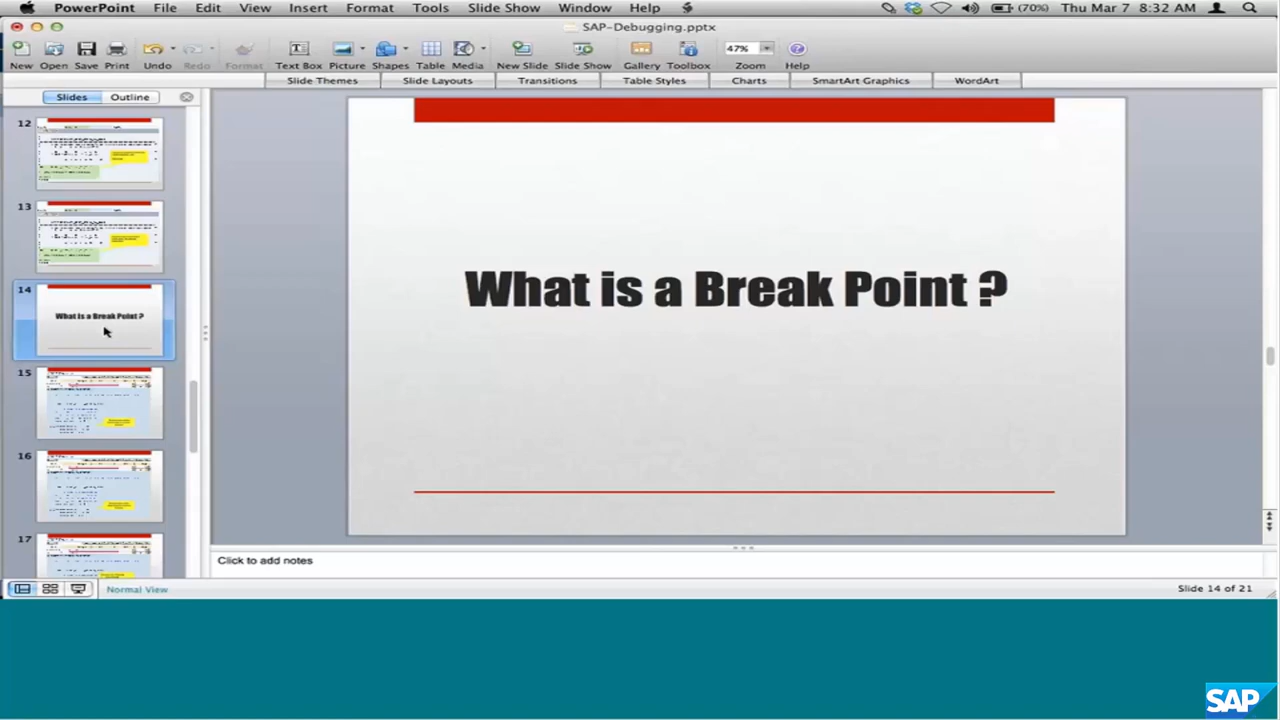 PowerPoint File Edit View Insert Format Tools Slide Show Window Help (70%) Thu Mar 7 8:32 AM
SAP-Debugging.pptx
47%
New Open Save Print Undo Redo Format Text Box Picture Shapes Table Media New Slide Slide Show Gallery Toolbox Zoom Help
Slide Themes Slide Layouts Transitions Table Styles Charts SmartArt Graphics WordArt
Slides Outline
12
13
14
What is a Break Point ?
15
16
17
What is a Break Point ?
Click to add notes
Normal View
Slide 14 of 21
SAP